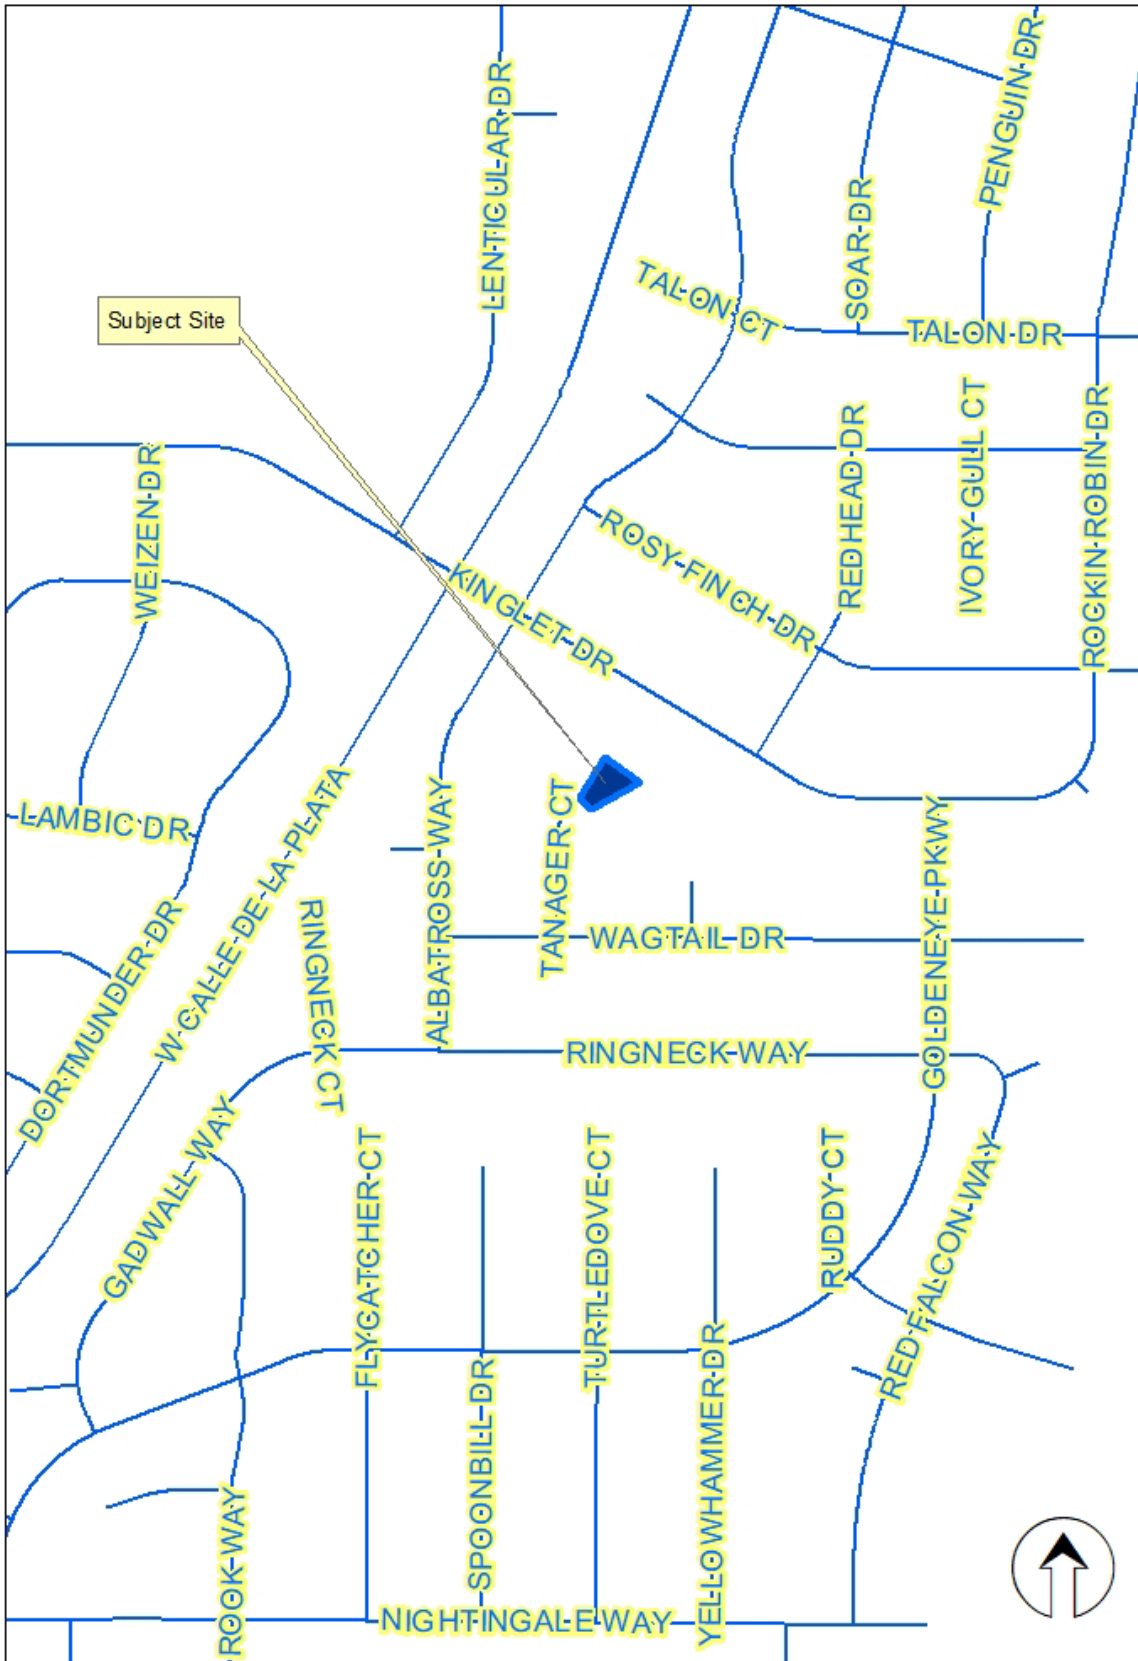 LENTICULAR DR
PENGUIN DR
SOAR DR
TALON CT
Subject Site
TALON DR
REDHEAD DR
IVORY GULL CT
ROCKIN ROBIN DR
WEIZEN DR
ROSY FINCH DR
KINGLET DR
LAMBIC DR
W CALLE DE LA PLATA
ALBATROSS WAY
TANAGER CT
GOLDENEYE PKWY
DORTMUNDER DR
RINGNECK CT
WAGTAIL DR
RINGNECK WAY
GADWALL WAY
FLYCATCHER CT
TURTLEDOVE CT
RUDDY CT
RED FALCON WAY
SPOONBILL DR
YELLOWHAMMER DR
ROOK WAY
NIGHTINGALE WAY